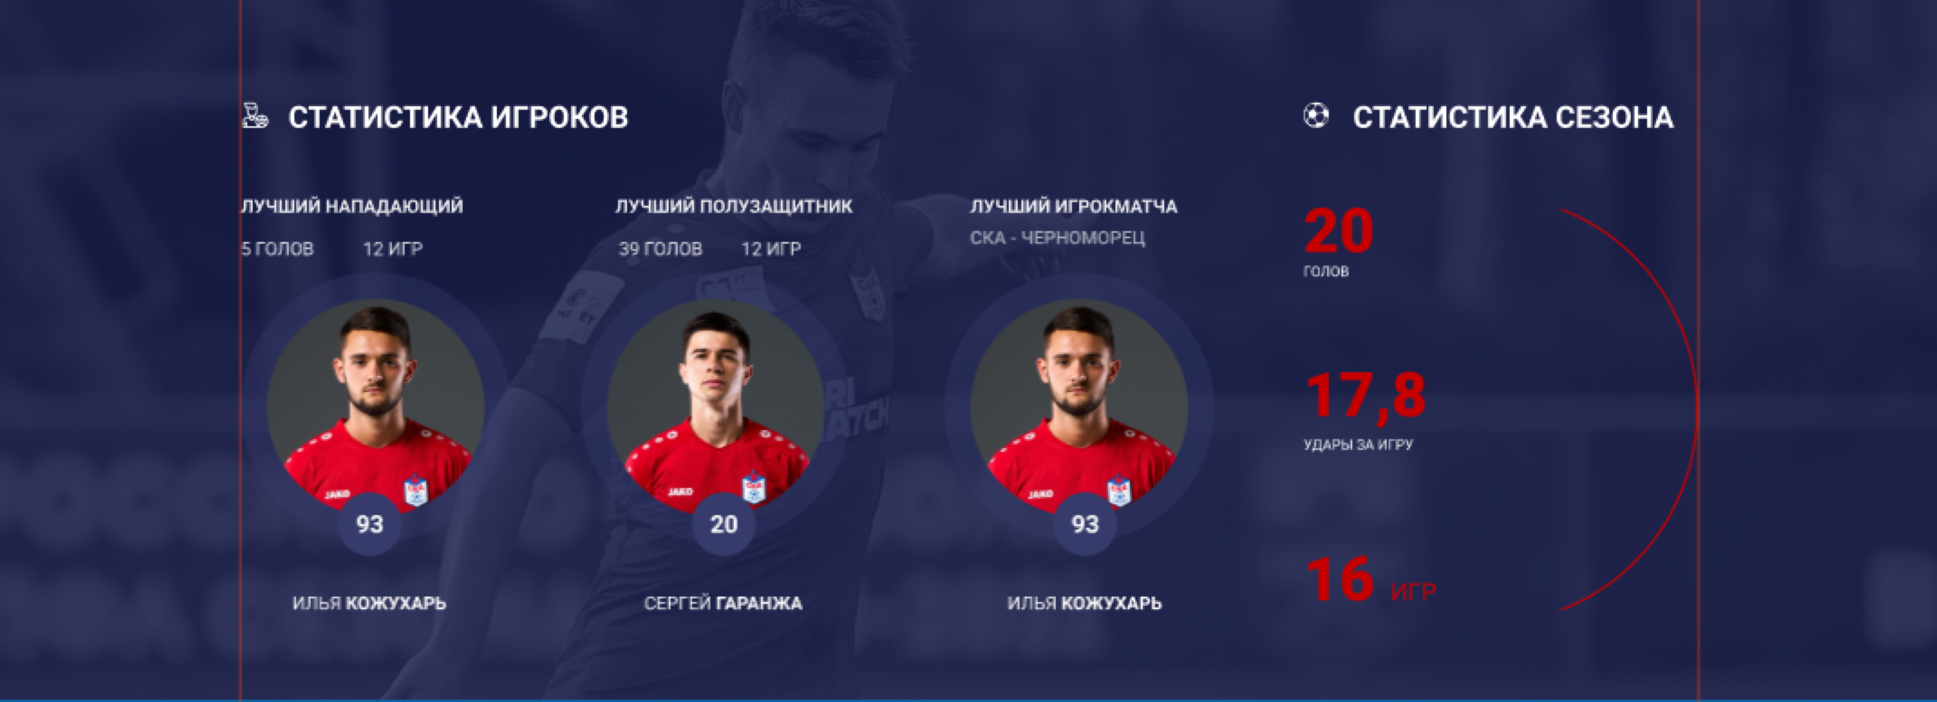 СТАТИСТИКА ИГРОКОВ
ЛУЧШИЙ НАПАДАЮЩИЙ
5 ГОЛОВ 12 ИГР
JAKO
93
ИЛЬЯ КОЖУХАРЬ
ЛУЧШИЙ ПОЛУЗАЩИТНИК
39 ГОЛОВ 12 ИГР
JAKO
20
СЕРГЕЙ ГАРАНЖА
ЛУЧШИЙ ИГРОКМАТЧА
СКА - ЧЕРНОМОРЕЦ
JAKO
93
ИЛЬЯ КОЖУХАРЬ
СТАТИСТИКА СЕЗОНА
20
ГОЛОВ
17,8
УДАРЫ ЗА ИГРУ
16 ИГР